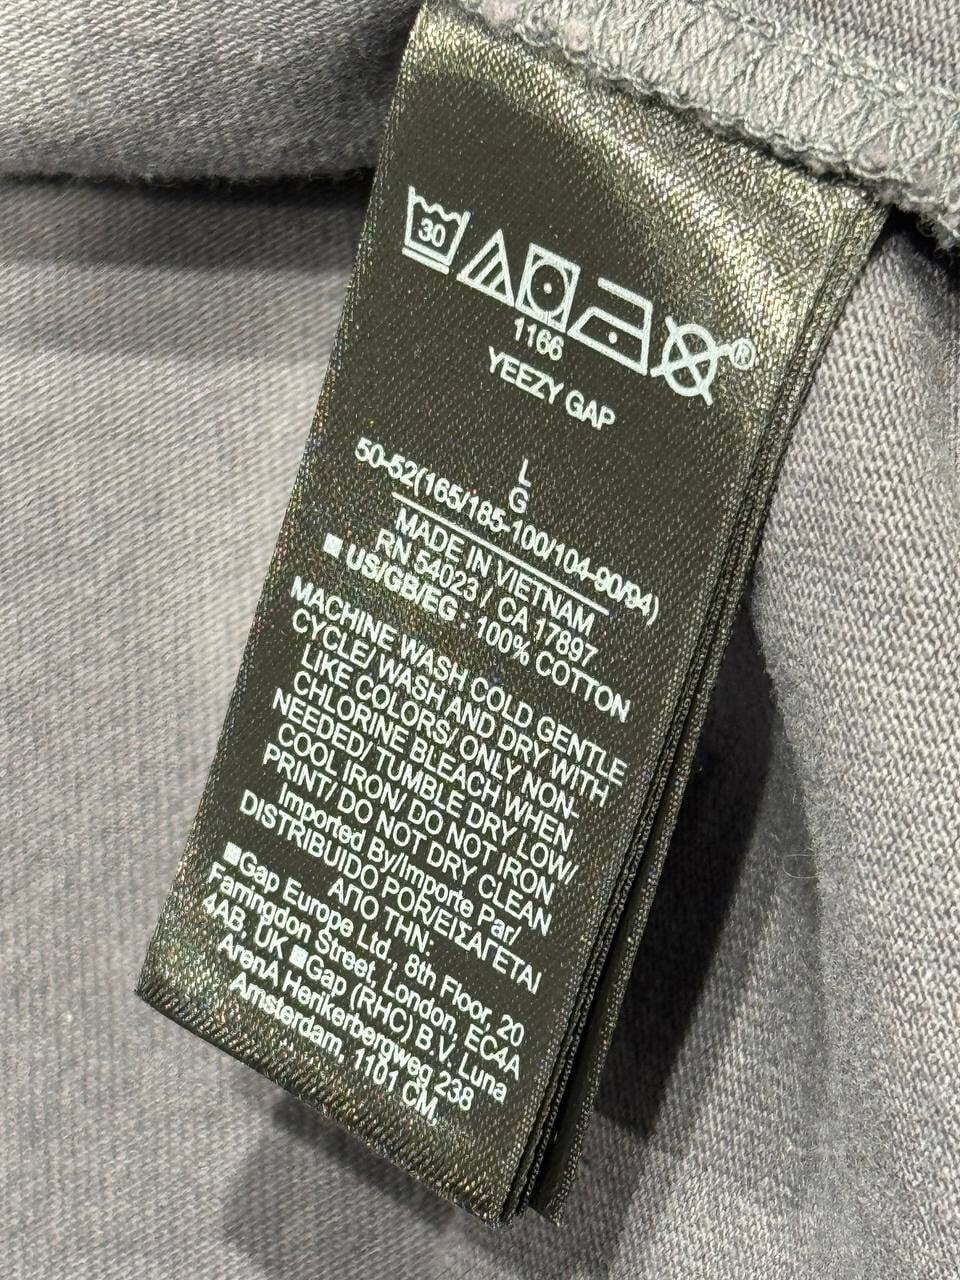 30
®
1166
YEEZY GAP
L
G
50-52(165/185-100/104-90/94)
MADE IN VIETNAM
RN 54023 / CA 17897
US/GB/EG : 100% COTTON
MACHINE WASH COLD GENTLE
CYCLE/ WASH AND DRY WITH
LIKE COLORS/ ONLY NON-
CHLORINE BLEACH WHEN
NEEDED/ TUMBLE DRY LOW/
COOL IRON/ DO NOT IRON
PRINT/ DO NOT DRY CLEAN
Imported By/Importe Par/
DISTRIBUIDO POR/ΕΙΣΑΓΕΤΑΙ
ΑΠΟ ΤΗΝ:
Gap Europe Ltd., 8th Floor, 20
Farringdon Street, London, EC4A
4AB, UK Gap (RHC) B.V. Luna
ArenA Herikerbergweg 238
Amsterdam, 1101 CM,